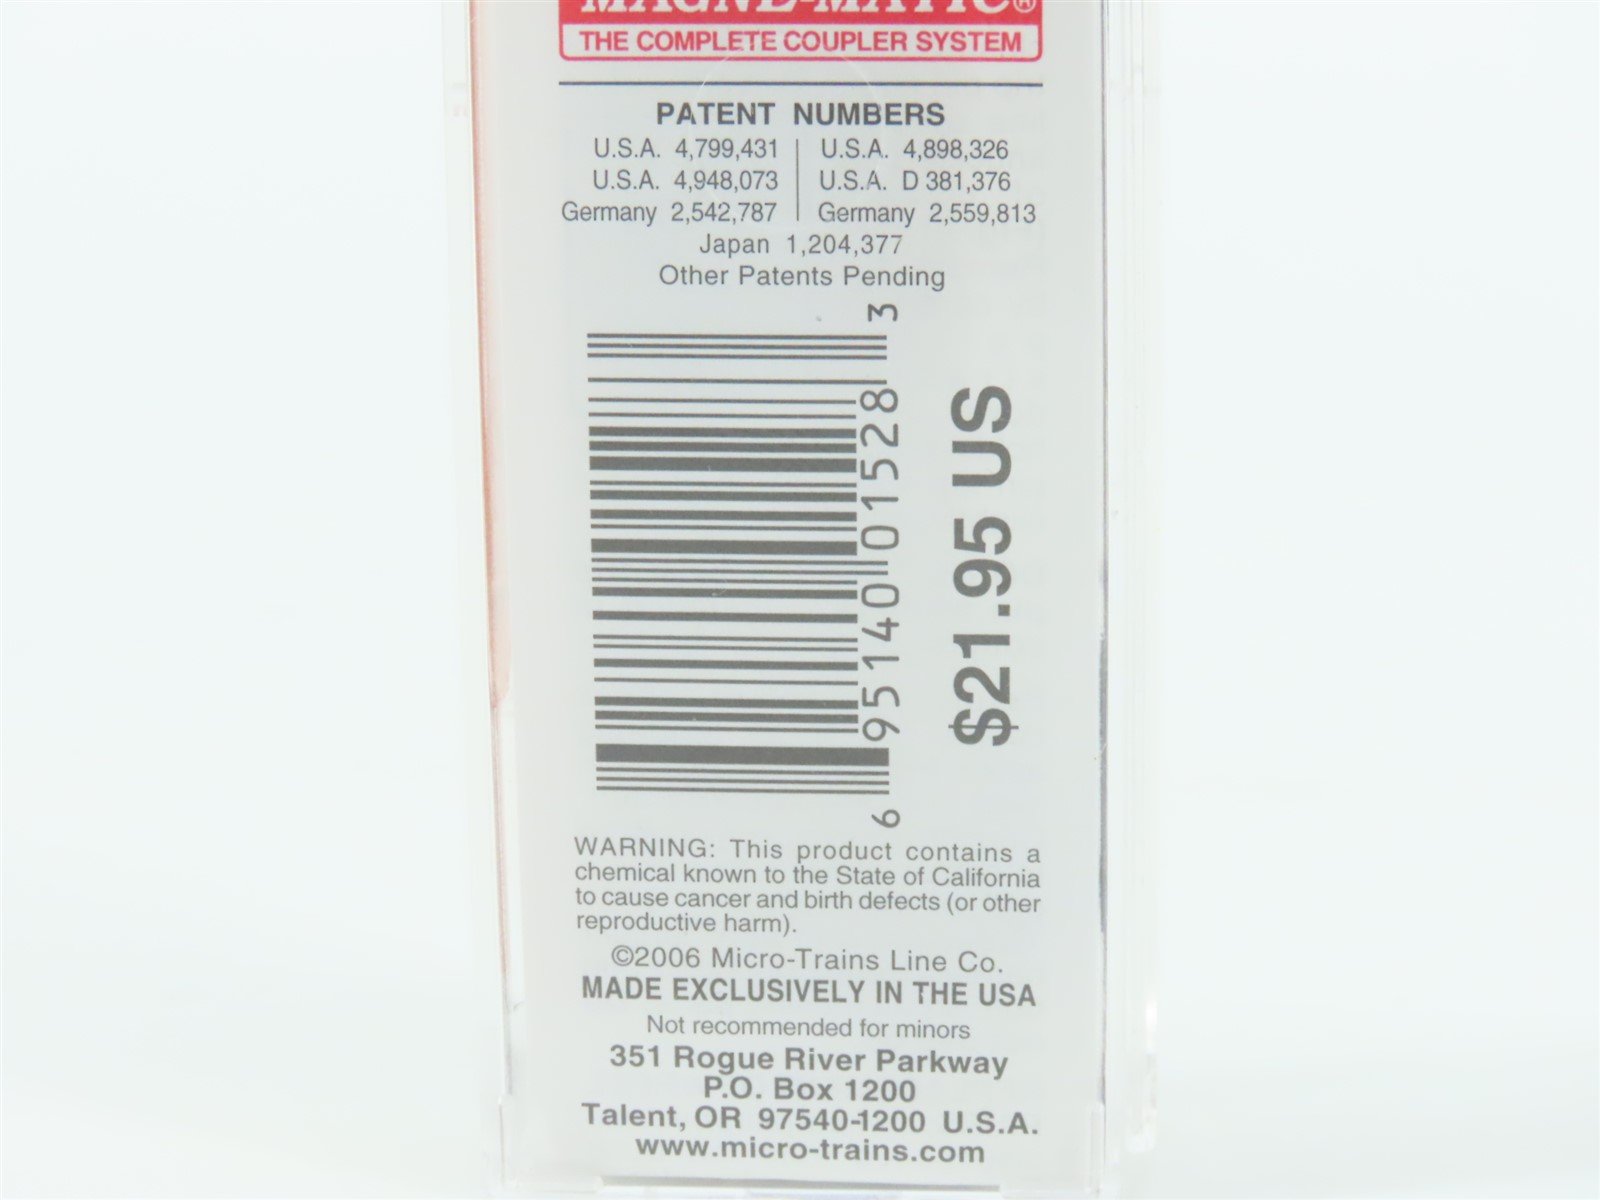 MAGNE-MATIC®
THE COMPLETE COUPLER SYSTEM
PATENT NUMBERS
U.S.A. 4,799,431 | U.S.A. 4,898,326
U.S.A. 4,948,073 | U.S.A. D 381,376
Germany 2,542,787 | Germany 2,559,813
Japan 1,204,377
Other Patents Pending
6 95140 01528 3
$21.95 US
WARNING: This product contains a
chemical known to the State of California
to cause cancer and birth defects (or other
reproductive harm).
©2006 Micro-Trains Line Co.
MADE EXCLUSIVELY IN THE USA
Not recommended for minors
351 Rogue River Parkway
P.O. Box 1200
Talent, OR 97540-1200 U.S.A.
www.micro-trains.com